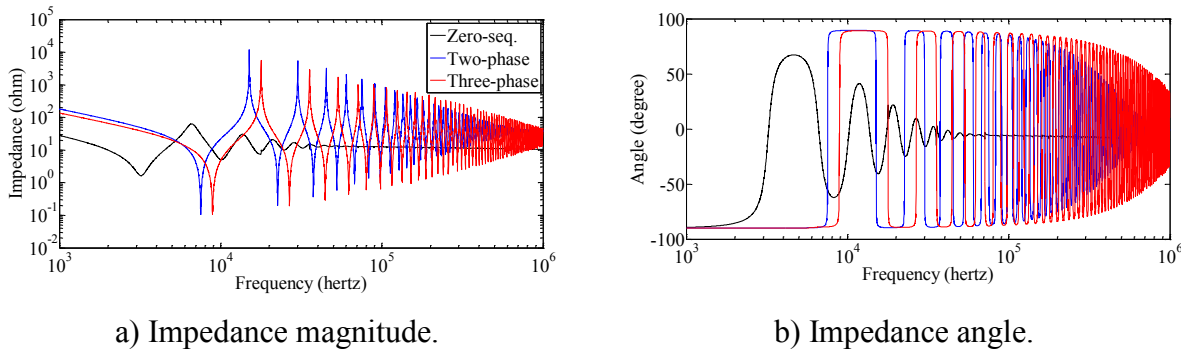 10^5
10^4
10^3
10^2
10^1
10^0
10^-1
10^-2
Impedance (ohm)
Zero-seq.
Two-phase
Three-phase
10^3
10^4
10^5
10^6
Frequency (hertz)
a) Impedance magnitude.
100
50
0
-50
-100
Angle (degree)
10^3
10^4
10^5
10^6
Frequency (hertz)
b) Impedance angle.